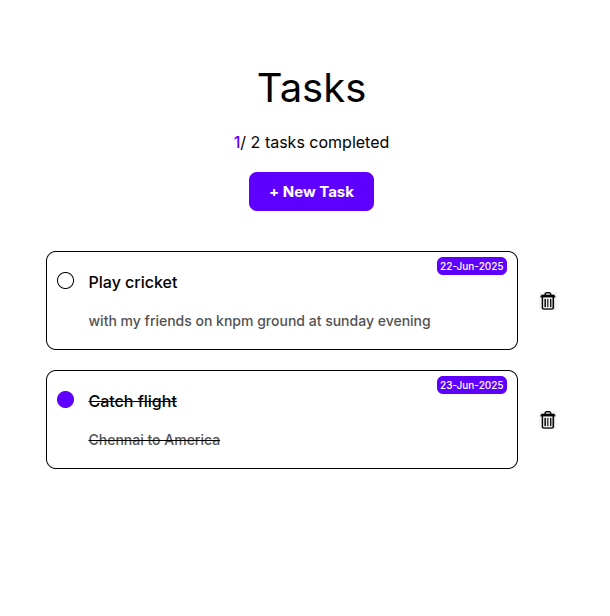 Tasks
1/ 2 tasks completed
+ New Task
22-Jun-2025
Play cricket
with my friends on knpm ground at sunday evening
23-Jun-2025
Catch flight
Chennai to America